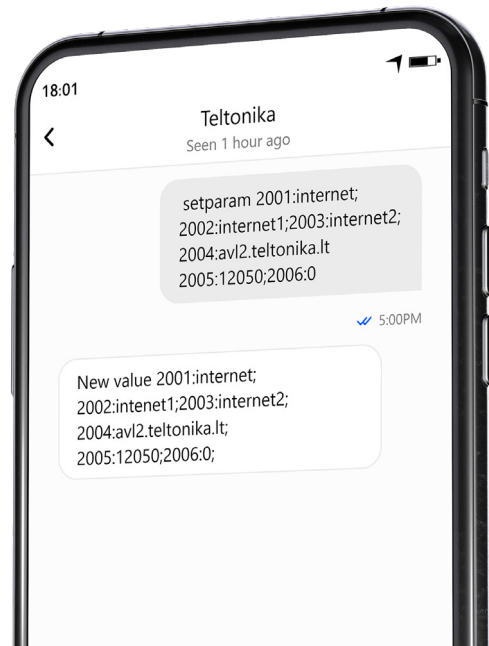 18:01
Teltonika
Seen 1 hour ago
setparam 2001:internet;
2002:internet1;2003:internet2;
2004:avl2.teltonika.lt
2005:12050;2006:0
5:00PM
New value 2001:internet;
2002:intenet1;2003:internet2;
2004:avl2.teltonika.lt;
2005:12050;2006:0;